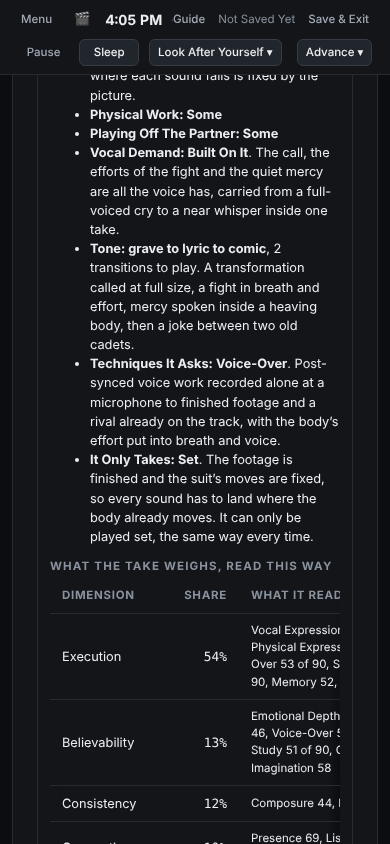 Menu 🎬 4:05 PM Guide Not Saved Yet Save & Exit
Pause Sleep Look After Yourself ▾ Advance ▾
where each sound falls is fixed by the
picture.
• Physical Work: Some
• Playing Off The Partner: Some
• Vocal Demand: Built On It. The call, the
efforts of the fight and the quiet mercy
are all the voice has, carried from a full-
voiced cry to a near whisper inside one
take.
• Tone: grave to lyric to comic, 2
transitions to play. A transformation
called at full size, a fight in breath and
effort, mercy spoken inside a heaving
body, then a joke between two old
cadets.
• Techniques It Asks: Voice-Over. Post-
synced voice work recorded alone at a
microphone to finished footage and a
rival already on the track, with the body’s
effort put into breath and voice.
• It Only Takes: Set. The footage is
finished and the suit’s moves are fixed,
so every sound has to land where the
body already moves. It can only be
played set, the same way every time.
WHAT THE TAKE WEIGHS, READ THIS WAY
DIMENSION SHARE WHAT IT READ
Vocal Expression
Physical Express
Execution 54% Over 53 of 90, S
90, Memory 52,
Emotional Depth
46, Voice-Over 5
Believability 13% Study 51 of 90, C
Imagination 58
Consistency 12% Composure 44,
Presence 69, Lis